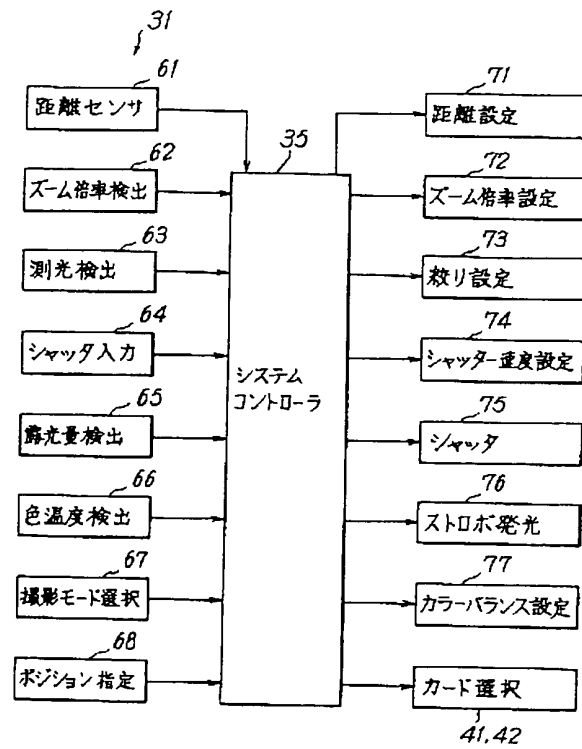 31
61
距離センサ
62
ズーム倍率検出
63
測光検出
64
シャッタ入力
65
露光量検出
66
色温度検出
67
撮影モード選択
68
ポジション指定
35
システム
コントローラ
71
距離設定
72
ズーム倍率設定
73
絞り設定
74
シャッター速度設定
75
シャッタ
76
ストロボ発光
77
カラーバランス設定
カード選択
41,42